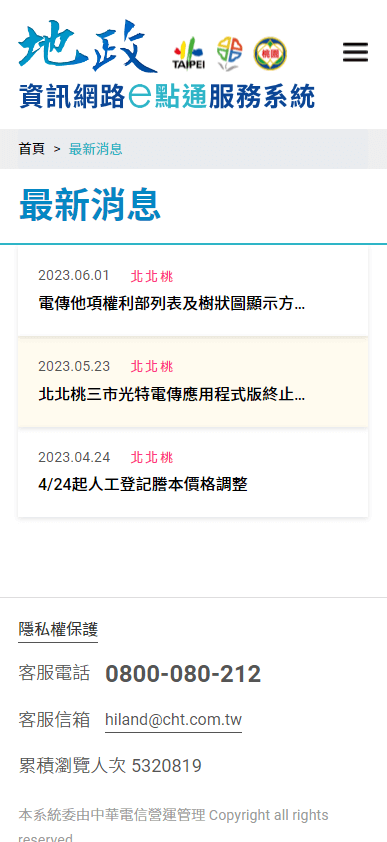 地政 TAIPEI 桃園
資訊網路e點通服務系統
首頁 > 最新消息
最新消息
2023.06.01 北北桃
電傳他項權利部列表及樹狀圖顯示方...
2023.05.23 北北桃
北北桃三市光特電傳應用程式版終止...
2023.04.24 北北桃
4/24起人工登記謄本價格調整
隱私權保護
客服電話 0800-080-212
客服信箱 hiland@cht.com.tw
累積瀏覽人次 5320819
本系統委由中華電信營運管理 Copyright all rights
reserved